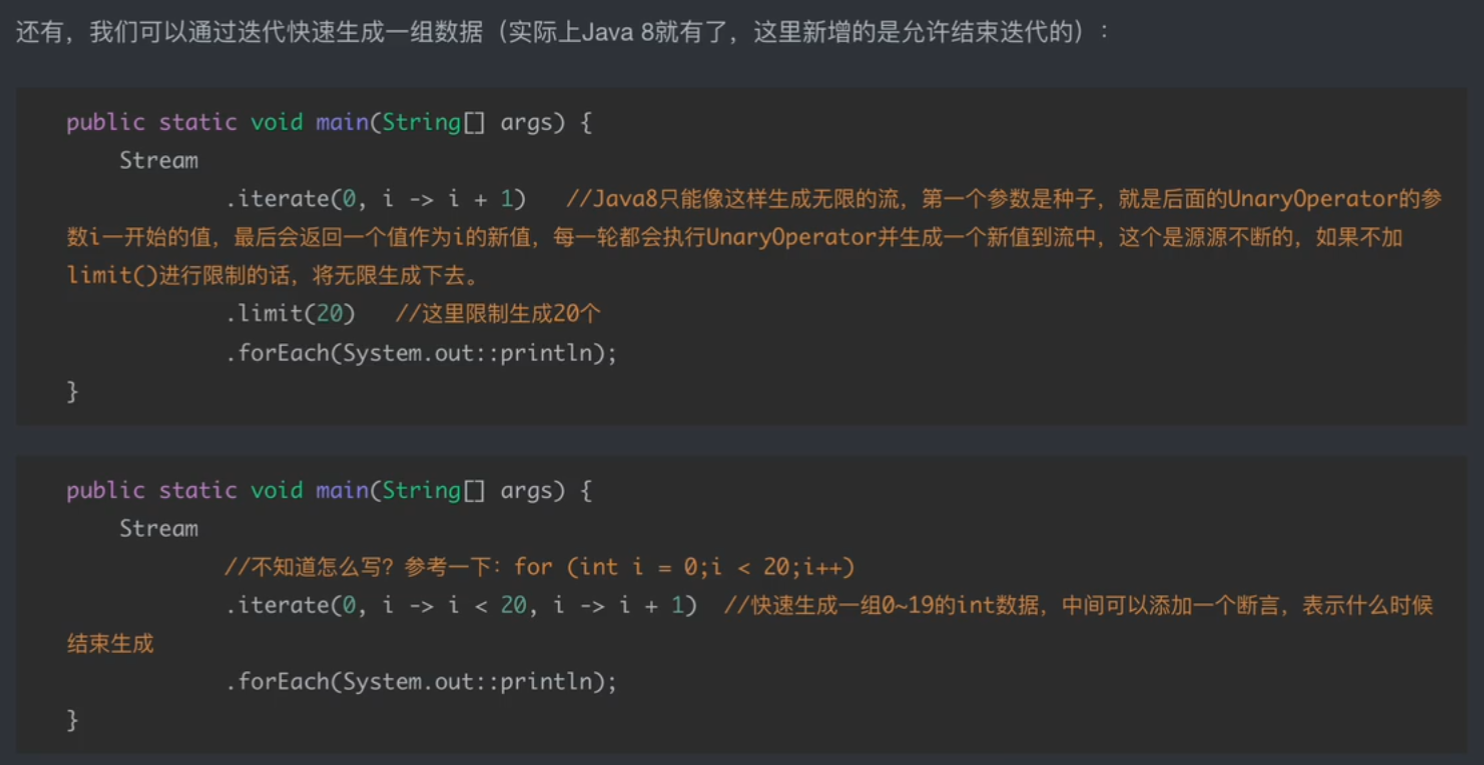 还有，我们可以通过迭代快速生成一组数据（实际上Java 8就有了，这里新增的是允许结束迭代的）：
public static void main(String[] args) {
    Stream
            .iterate(0, i -> i + 1)   //Java8只能像这样生成无限的流，第一个参数是种子，就是后面的UnaryOperator的参
数i一开始的值，最后会返回一个值作为i的新值，每一轮都会执行UnaryOperator并生成一个新值到流中，这个是源源不断的，如果不加
limit()进行限制的话，将无限生成下去。
            .limit(20)   //这里限制生成20个
            .forEach(System.out::println);
}
public static void main(String[] args) {
    Stream
            //不知道怎么写？参考一下：for (int i = 0;i < 20;i++)
            .iterate(0, i -> i < 20, i -> i + 1)  //快速生成一组0~19的int数据，中间可以添加一个断言，表示什么时候
结束生成
            .forEach(System.out::println);
}